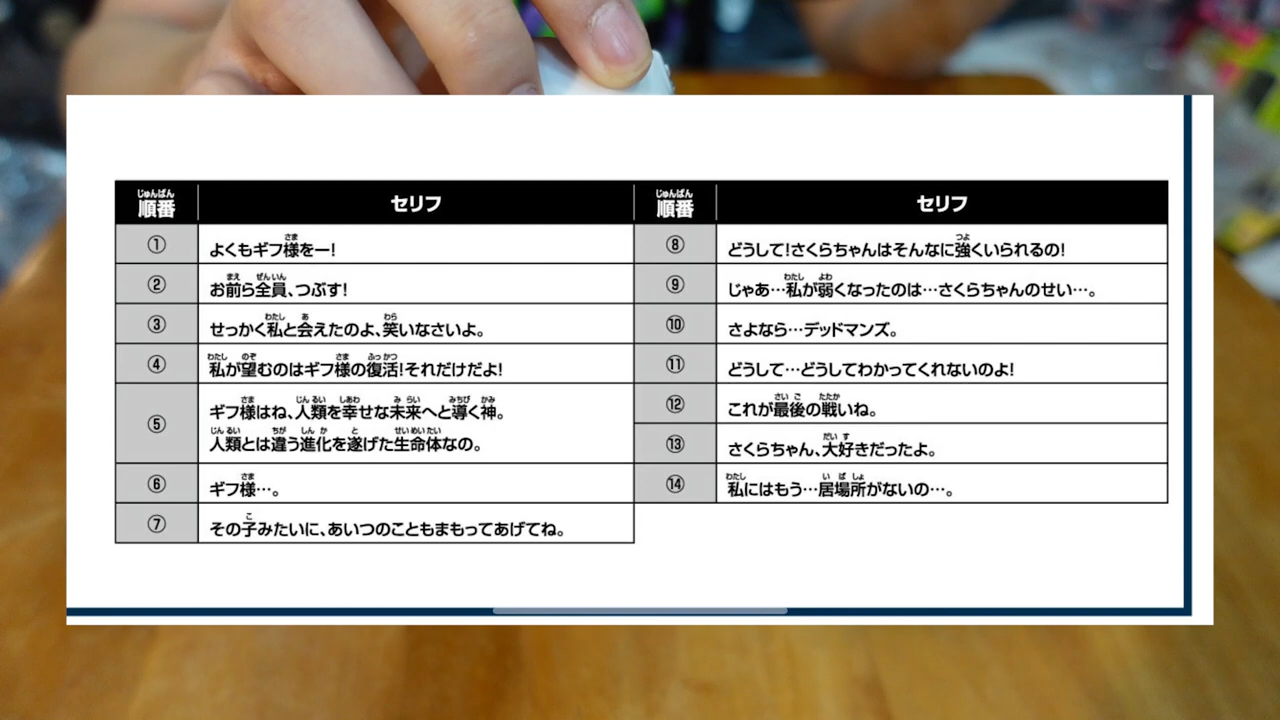 順番 セリフ
① よくもギフ様をー!
② お前ら全員、つぶす!
③ せっかく私と会えたのよ、笑いなさいよ。
④ 私が望むのはギフ様の復活!それだけだよ!
⑤ ギフ様はね、人類を幸せな未来へと導く神。
人類とは違う進化を遂げた生命体なの。
⑥ ギフ様…。
⑦ その子みたいに、あいつのこともまもってあげてね。
順番 セリフ
⑧ どうして!さくらちゃんはそんなに強くいられるの!
⑨ じゃあ…私が弱くなったのは…さくらちゃんのせい…。
⑩ さよなら…デッドマンズ。
⑪ どうして…どうしてわかってくれないのよ!
⑫ これが最後の戦いね。
⑬ さくらちゃん、大好きだったよ。
⑭ 私にはもう…居場所がないの…。